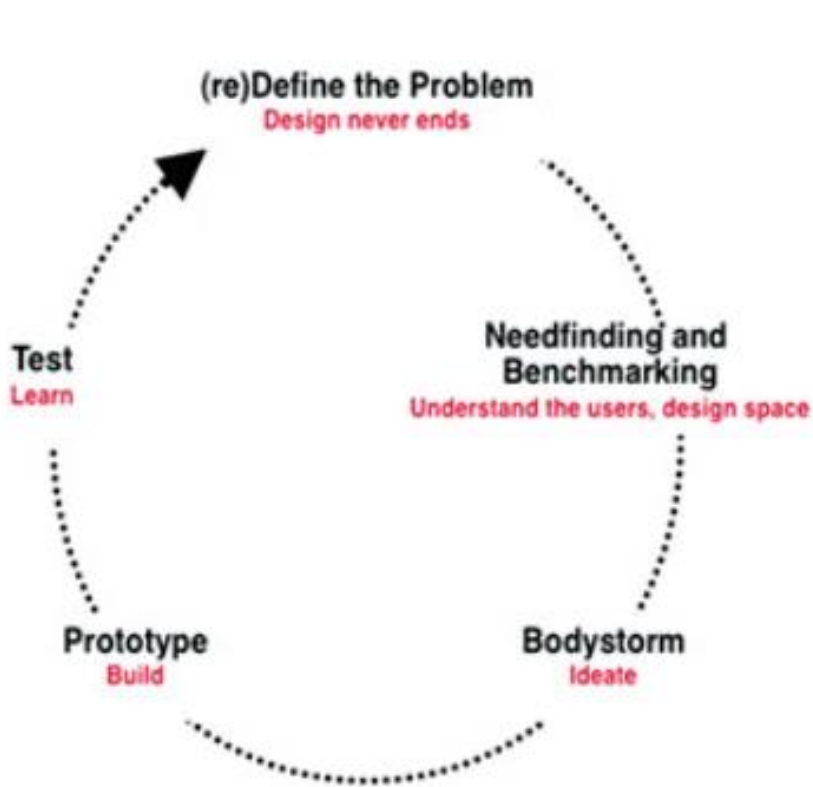 (re)Define the Problem
Design never ends
Needfinding and
Benchmarking
Understand the users, design space
Bodystorm
Ideate
Prototype
Build
Test
Learn